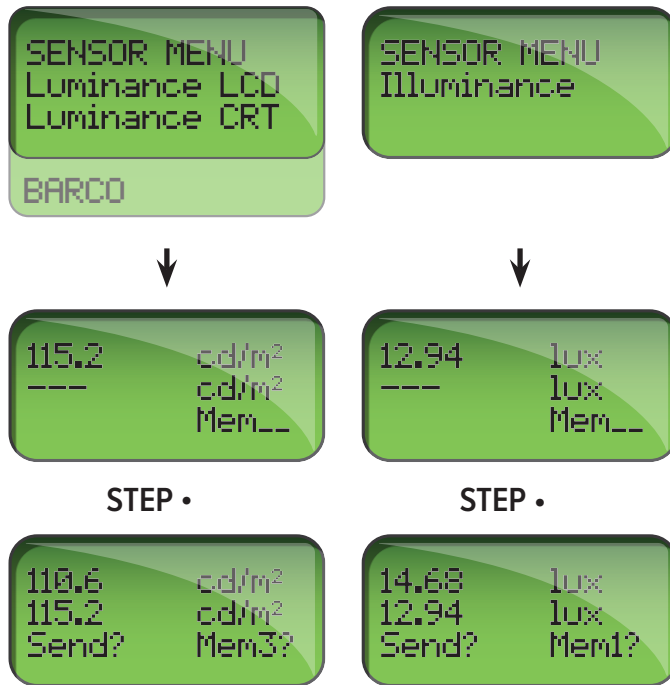 SENSOR MENU
Luminance LCD
Luminance CRT
BARCO
SENSOR MENU
Illuminance
115.2 cd/m²
--- cd/m²
Mem__
12.94 lux
--- lux
Mem__
STEP •
STEP •
110.6 cd/m²
115.2 cd/m²
Send? Mem3?
14.68 lux
12.94 lux
Send? Mem1?